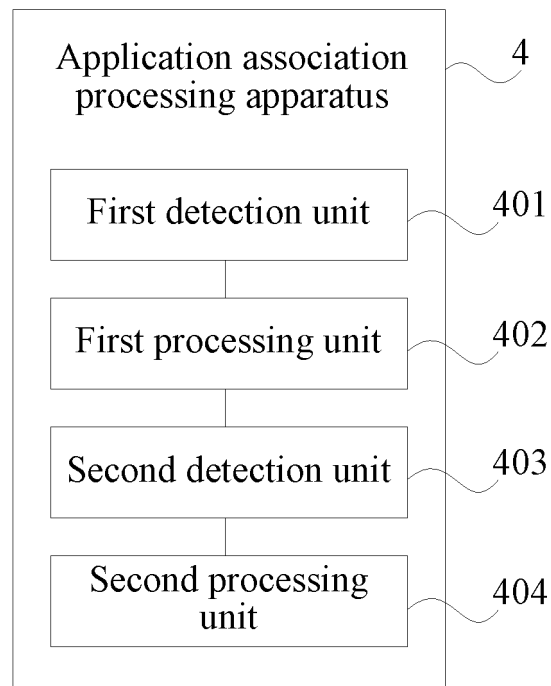 Application association
processing apparatus
4
First detection unit
401
First processing unit
402
Second detection unit
403
Second processing
unit
404